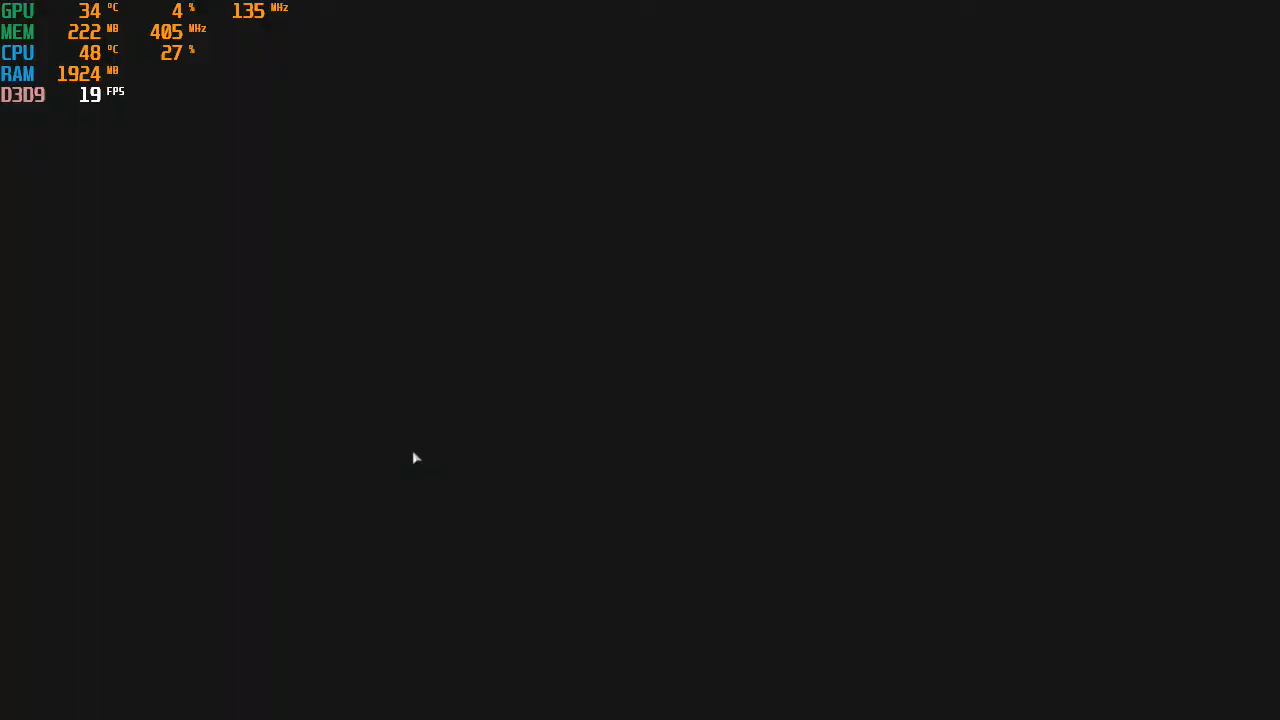 GPU 34 °C 4 % 135 MHz
MEM 222 MB 405 MHz
CPU 48 °C 27 %
RAM 1924 MB
D3D9 19 FPS